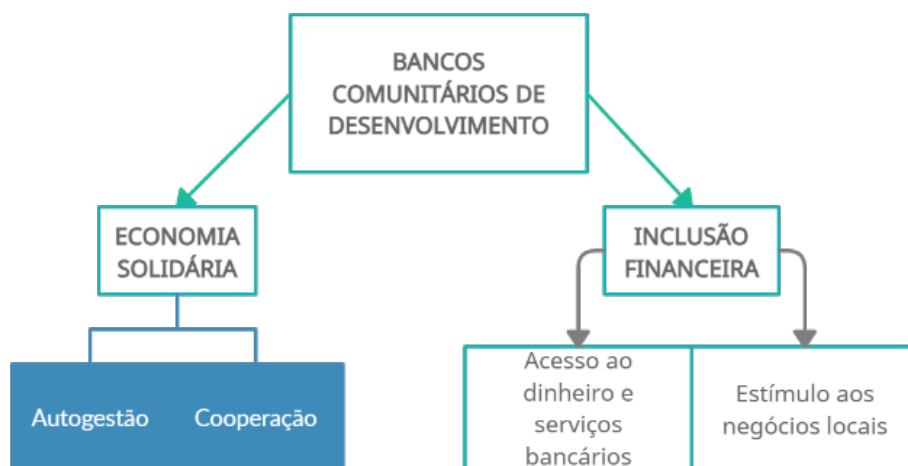 BANCOS
COMUNITÁRIOS DE
DESENVOLVIMENTO
ECONOMIA
SOLIDÁRIA
INCLUSÃO
FINANCEIRA
Autogestão
Cooperação
Acesso ao
dinheiro e
serviços
bancários
Estímulo aos
negócios locais